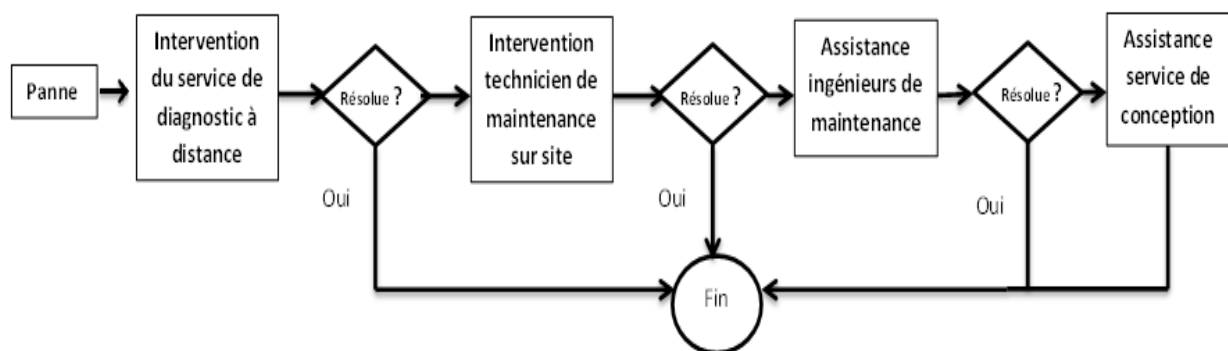 Panne
Intervention
du service de
diagnostic à
distance
Résolue ?
Oui
Intervention
technicien de
maintenance
sur site
Résolue ?
Oui
Assistance
ingénieurs de
maintenance
Résolue ?
Oui
Assistance
service de
conception
Fin